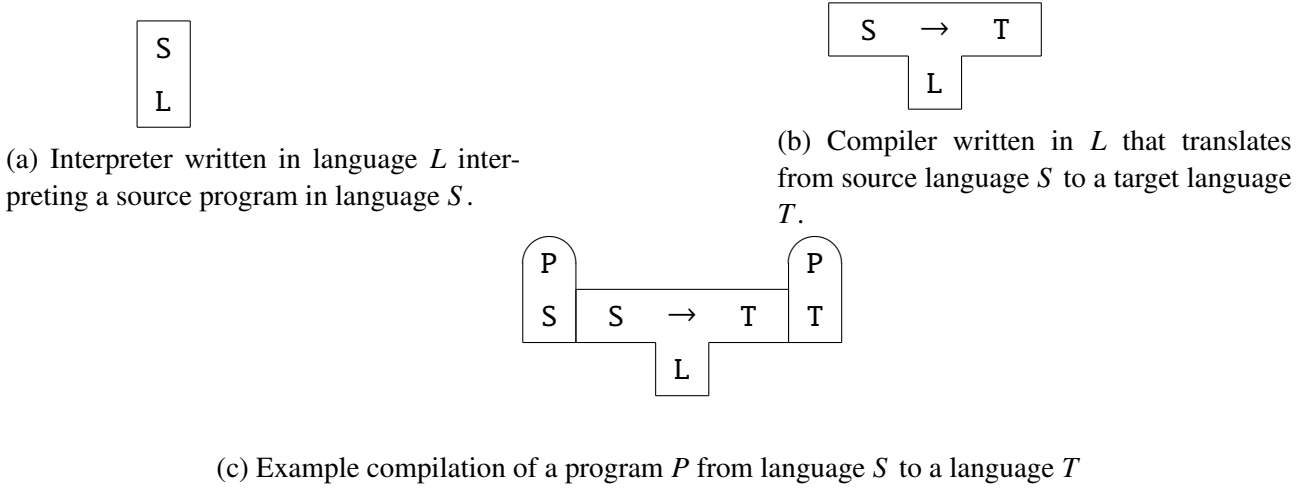 S
L
(a) Interpreter written in language L inter-
preting a source program in language S.
S → T
L
(b) Compiler written in L that translates
from source language S to a target language
T.
P P
S S → T T
L
(c) Example compilation of a program P from language S to a language T